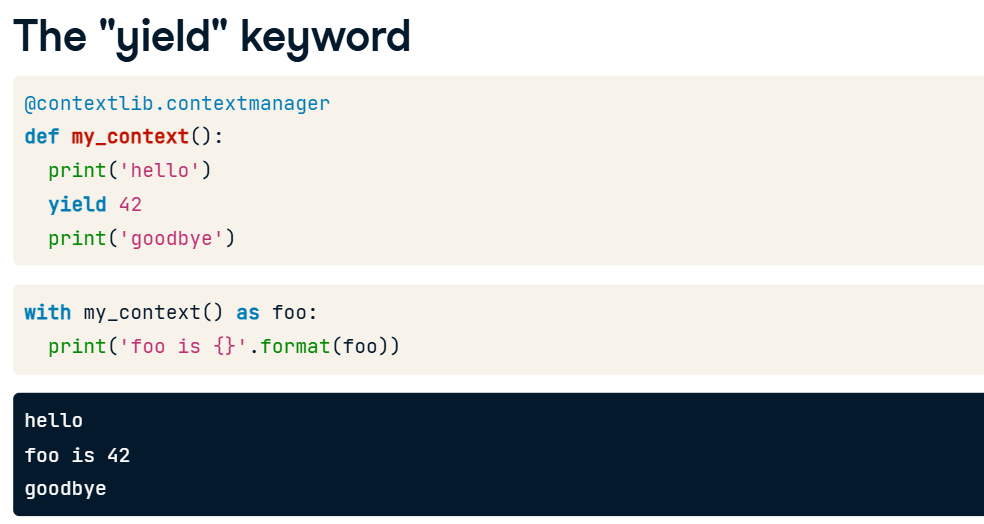 The "yield" keyword
@contextlib.contextmanager
def my_context():
  print('hello')
  yield 42
  print('goodbye')
with my_context() as foo:
  print('foo is {}'.format(foo))
hello
foo is 42
goodbye